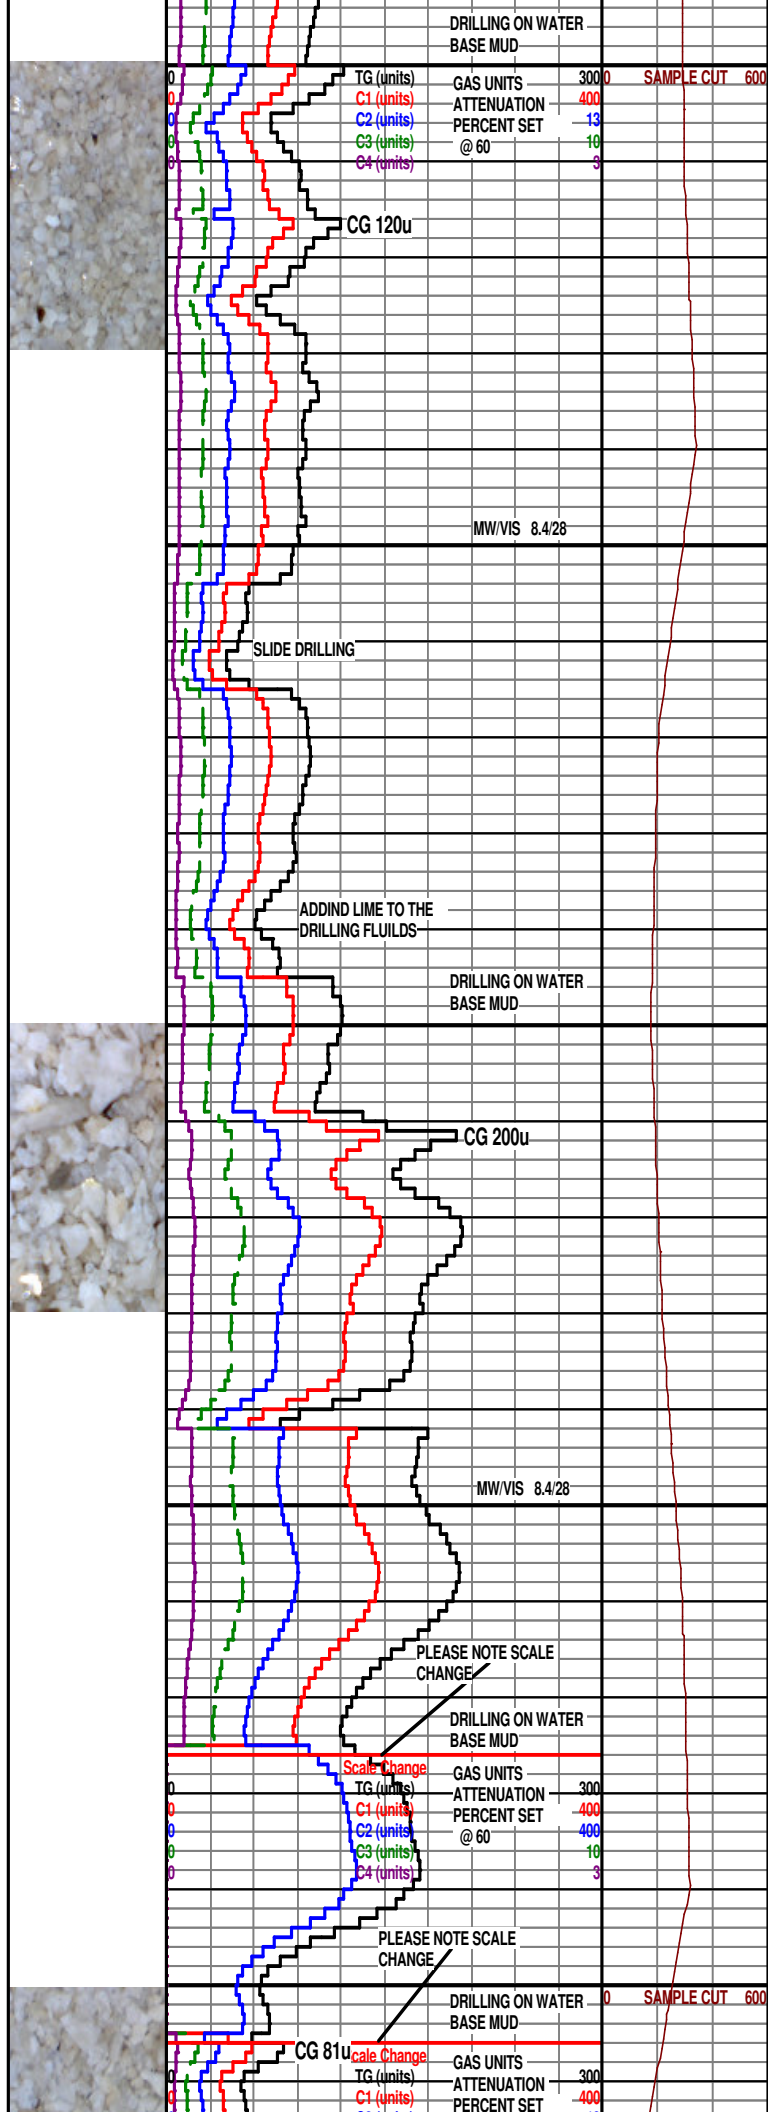 DRILLING ON WATER
BASE MUD
0 TG (units) 300
0 C1 (units) 400
0 C2 (units) 13
0 C3 (units) 10
0 C4 (units) 3
GAS UNITS
ATTENUATION
PERCENT SET
@ 60
0 SAMPLE CUT 600
CG 120u
MW/VIS 8.4/28
SLIDE DRILLING
ADDIND LIME TO THE
DRILLING FLUILDS
DRILLING ON WATER
BASE MUD
CG 200u
MW/VIS 8.4/28
PLEASE NOTE SCALE
CHANGE
DRILLING ON WATER
BASE MUD
Scale Change
0 TG (units) 300
0 C1 (units) 400
0 C2 (units) 400
0 C3 (units) 10
0 C4 (units) 3
GAS UNITS
ATTENUATION
PERCENT SET
@ 60
PLEASE NOTE SCALE
CHANGE
DRILLING ON WATER
BASE MUD
0 SAMPLE CUT 600
CG 81u
cale Change
0 TG (units) 300
0 C1 (units) 400
GAS UNITS
ATTENUATION
PERCENT SET